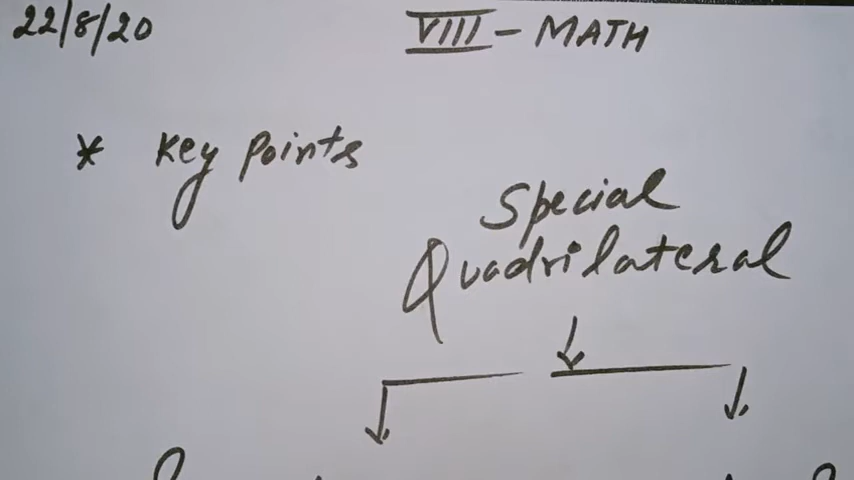 22/8/20
VIII - MATH
* Key Points
Special
Quadrilateral